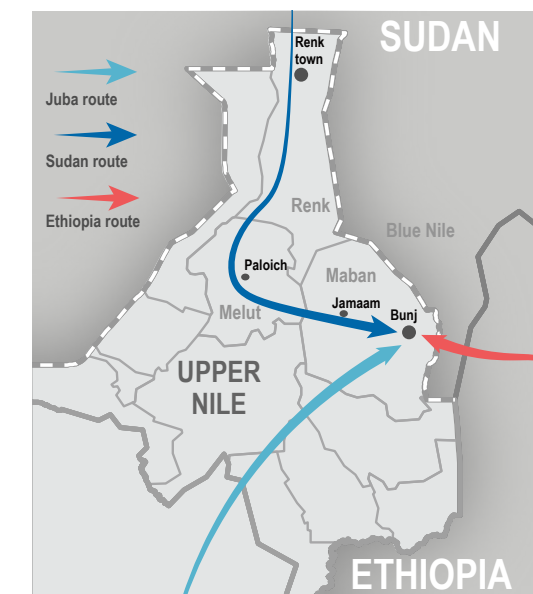 SUDAN
Renk
town
Juba route
Sudan route
Ethiopia route
Renk
Blue Nile
Paloich
Maban
Jamaam
Bunj
Melut
UPPER
NILE
ETHIOPIA